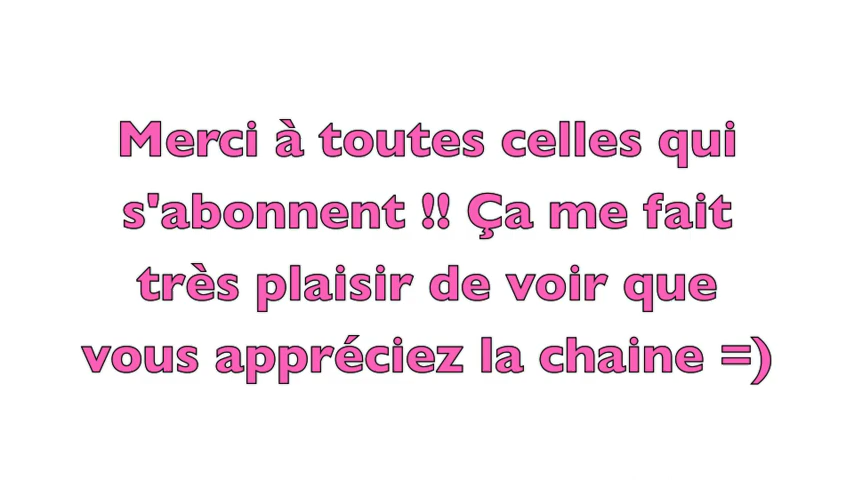 Merci à toutes celles qui
s'abonnent !! Ça me fait
très plaisir de voir que
vous appréciez la chaine =)